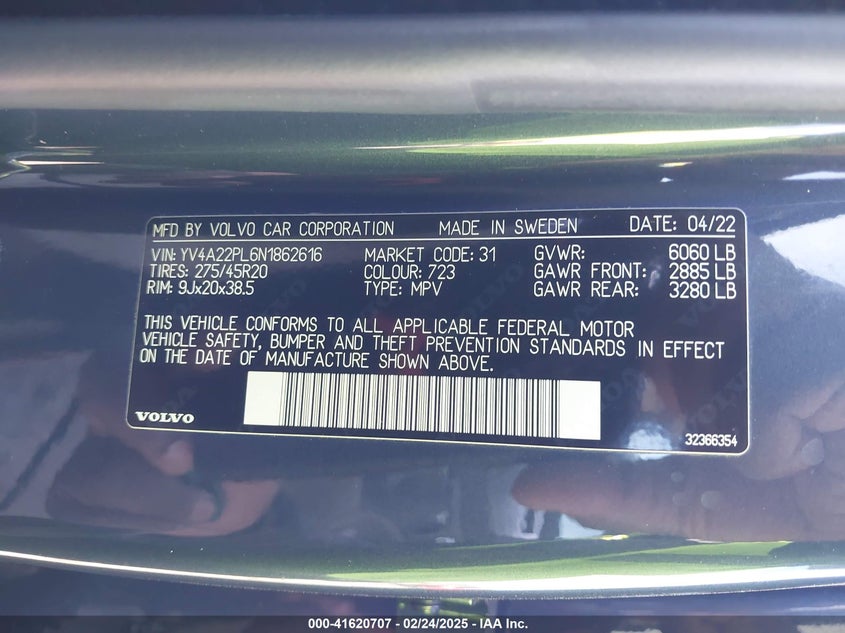 MFD BY VOLVO CAR CORPORATION MADE IN SWEDEN DATE: 04/22
VIN: YV4A22PL6N1862616 MARKET CODE: 31 GVWR: 6060 LB
TIRES: 275/45R20 COLOUR: 723 GAWR FRONT: 2885 LB
RIM: 9Jx20x38.5 TYPE: MPV GAWR REAR: 3280 LB
THIS VEHICLE CONFORMS TO ALL APPLICABLE FEDERAL MOTOR
VEHICLE SAFETY, BUMPER AND THEFT PREVENTION STANDARDS IN EFFECT
ON THE DATE OF MANUFACTURE SHOWN ABOVE.
VOLVO
32366354
000-41620707 - 02/24/2025 - IAA Inc.